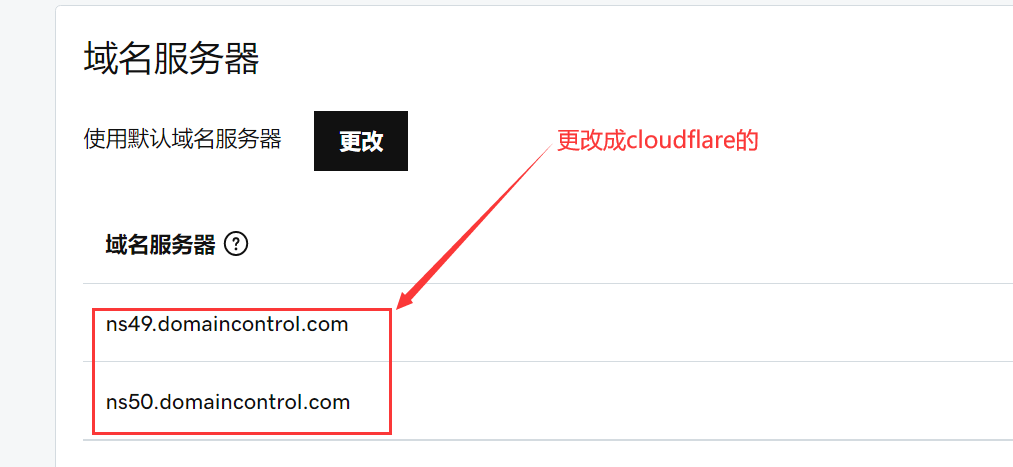 域名服务器
使用默认域名服务器 更改
更改成cloudflare的
域名服务器 ?
ns49.domaincontrol.com
ns50.domaincontrol.com